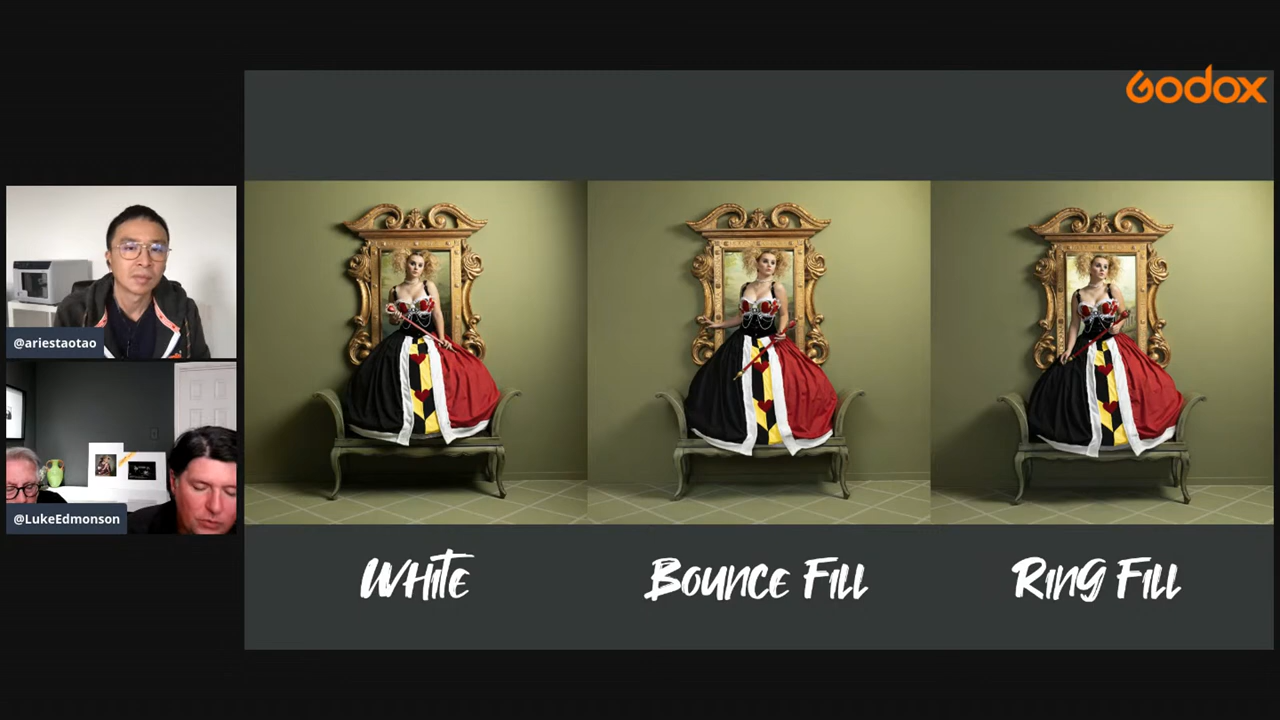 Godox
@ariestaotao
@LukeEdmonson
White
Bounce Fill
Ring Fill